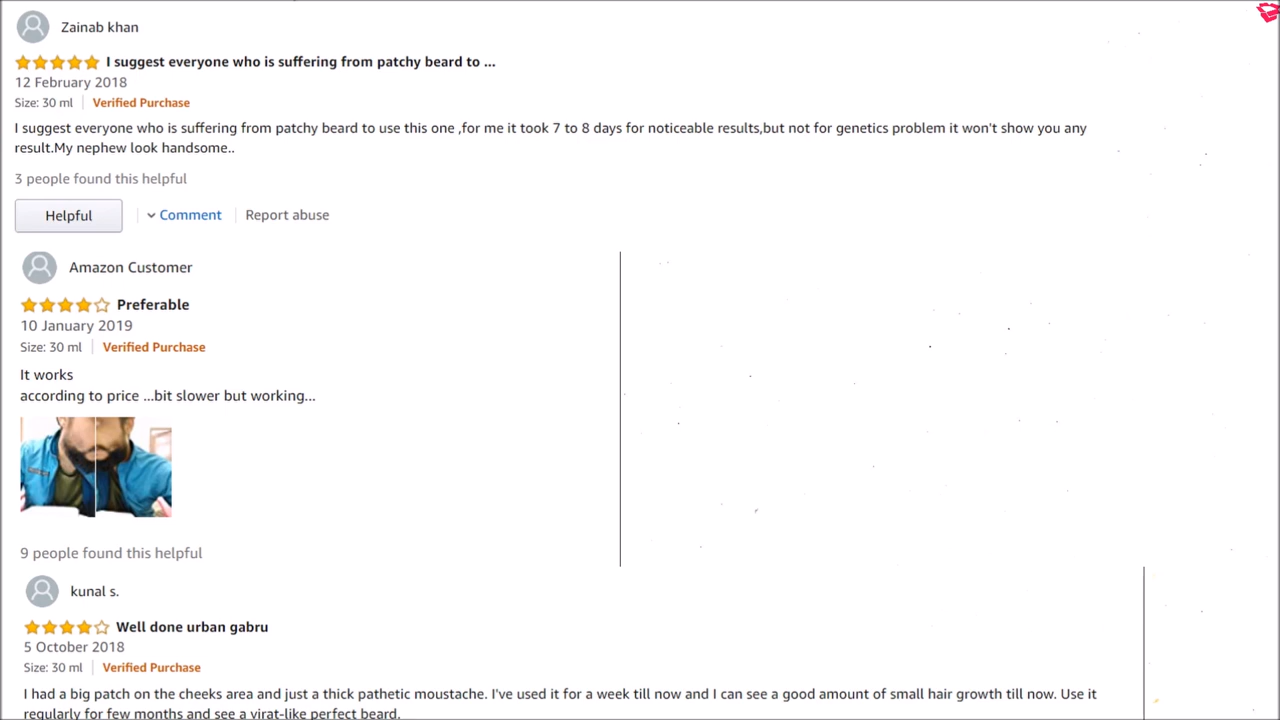 Zainab khan
I suggest everyone who is suffering from patchy beard to ...
12 February 2018
Size: 30 ml | Verified Purchase
I suggest everyone who is suffering from patchy beard to use this one ,for me it took 7 to 8 days for noticeable results,but not for genetics problem it won't show you any
result.My nephew look handsome..
3 people found this helpful
Helpful | Comment | Report abuse
Amazon Customer
Preferable
10 January 2019
Size: 30 ml | Verified Purchase
It works
according to price ...bit slower but working...
9 people found this helpful
kunal s.
Well done urban gabru
5 October 2018
Size: 30 ml | Verified Purchase
I had a big patch on the cheeks area and just a thick pathetic moustache. I've used it for a week till now and I can see a good amount of small hair growth till now. Use it
regularly for few months and see a virat-like perfect beard.